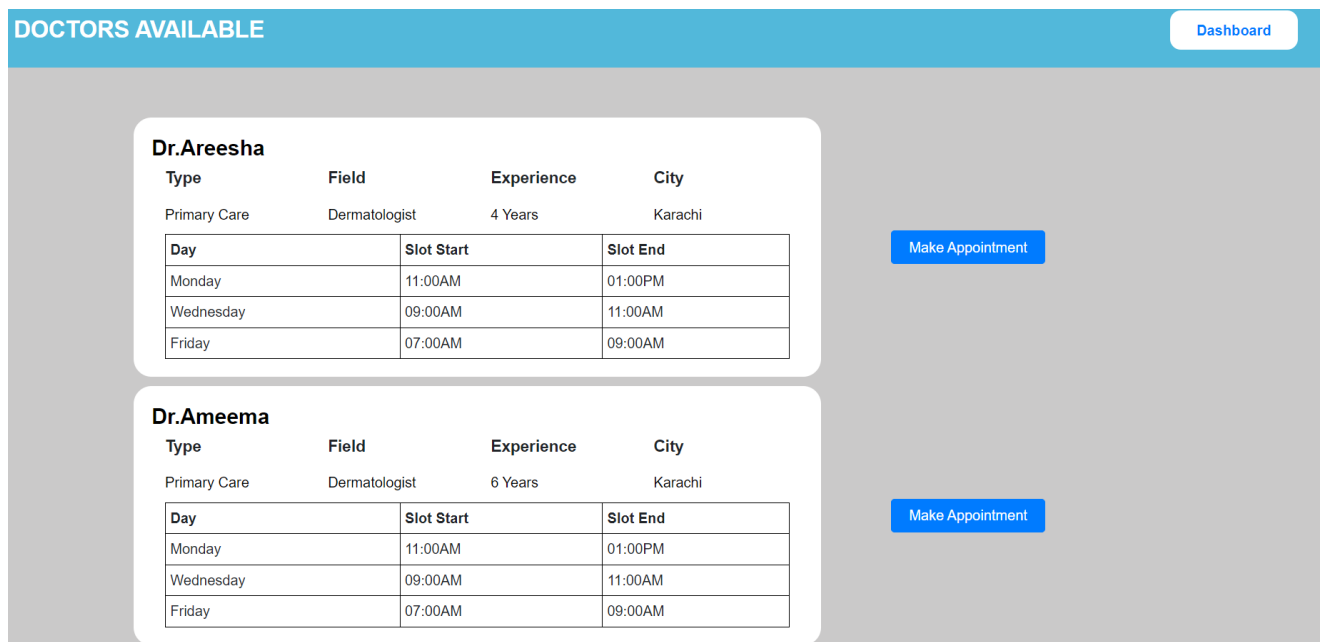 DOCTORS AVAILABLE Dashboard
Dr.Areesha
Type Field Experience City
Primary Care Dermatologist 4 Years Karachi
Day Slot Start Slot End
Make Appointment
Monday 11:00AM 01:00PM
Wednesday 09:00AM 11:00AM
Friday 07:00AM 09:00AM
Dr.Ameema
Type Field Experience City
Primary Care Dermatologist 6 Years Karachi
Day Slot Start Slot End
Make Appointment
Monday 11:00AM 01:00PM
Wednesday 09:00AM 11:00AM
Friday 07:00AM 09:00AM